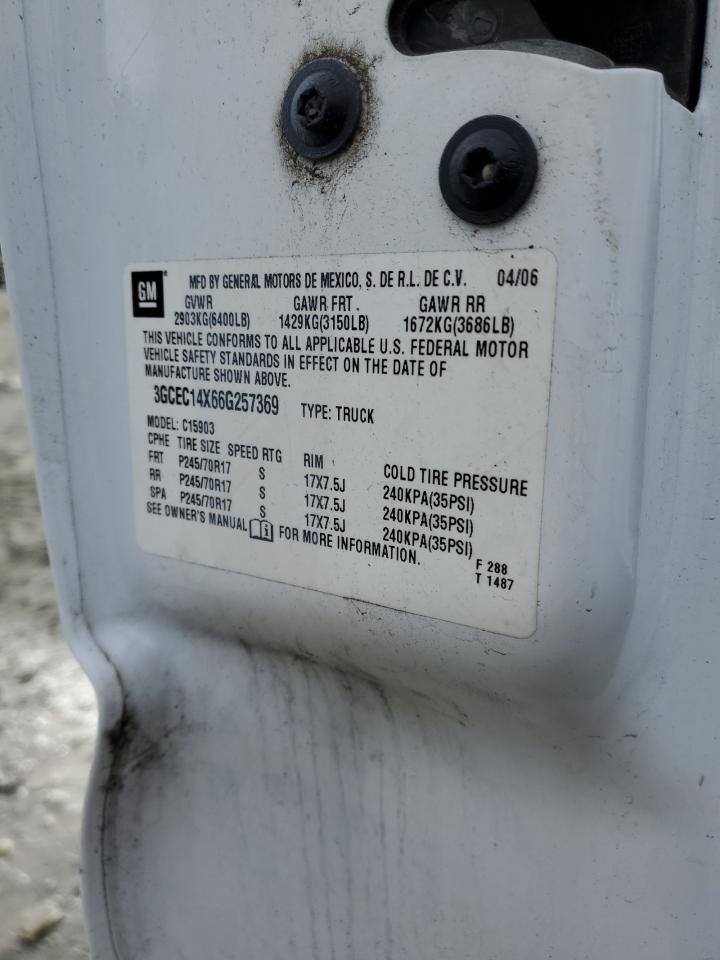 GM
MFD BY GENERAL MOTORS DE MEXICO, S. DE R.L. DE C.V. 04/06
GVWR GAWR FRT. GAWR RR
2903KG(6400LB) 1429KG(3150LB) 1672KG(3686LB)
THIS VEHICLE CONFORMS TO ALL APPLICABLE U.S. FEDERAL MOTOR
VEHICLE SAFETY STANDARDS IN EFFECT ON THE DATE OF
MANUFACTURE SHOWN ABOVE.
3GCEC14X66G257369 TYPE: TRUCK
MODEL: C15903
CPHE TIRE SIZE SPEED RTG RIM COLD TIRE PRESSURE
FRT P245/70R17 S 17X7.5J 240KPA(35PSI)
RR P245/70R17 S 17X7.5J 240KPA(35PSI)
SPA P245/70R17 S 17X7.5J 240KPA(35PSI)
SEE OWNER'S MANUAL FOR MORE INFORMATION.
F 288
T 1487